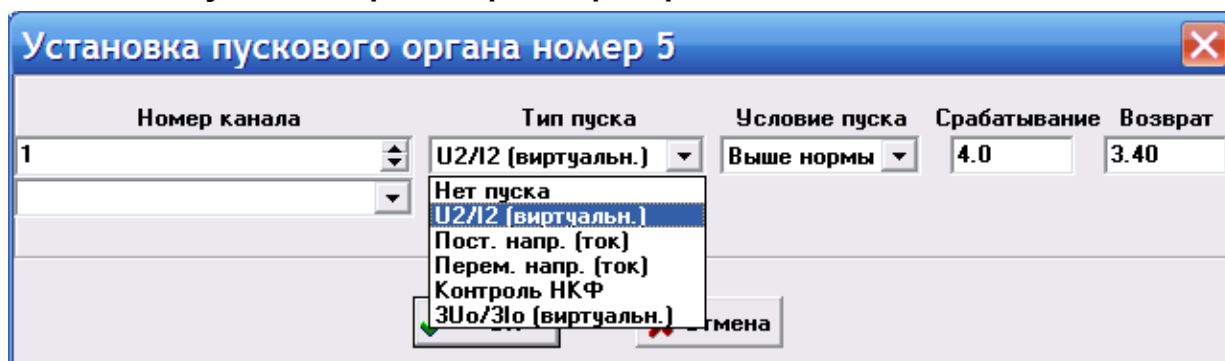 Установка пускового органа номер 5
Номер канала Тип пуска Условие пуска Срабатывание Возврат
1 U2/I2 (виртуальн.) Выше нормы 4.0 3.40
Нет пуска
U2/I2 (виртуальн.)
Пост. напр. (ток)
Перем. напр. (ток)
Контроль НКФ
3Uo/3Io (виртуальн.)